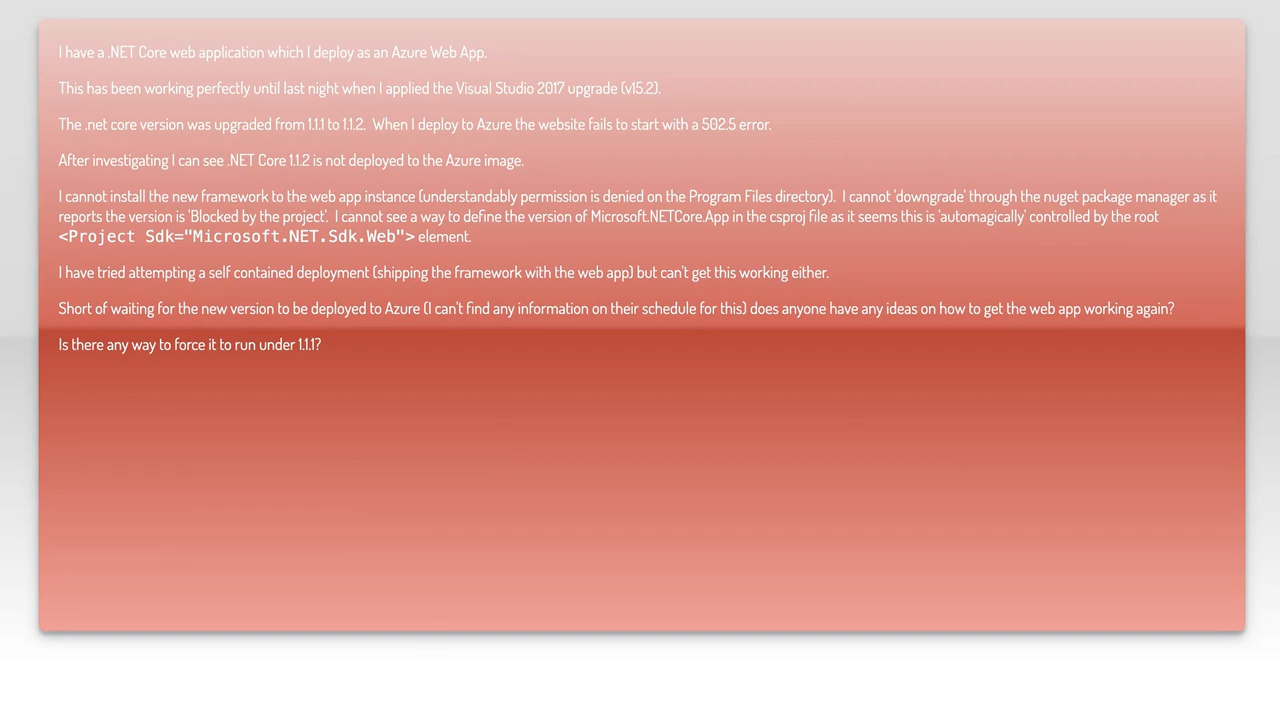 I have a .NET Core web application which I deploy as an Azure Web App.
This has been working perfectly until last night when I applied the Visual Studio 2017 upgrade (v15.2).
The .net core version was upgraded from 1.1.1 to 1.1.2.  When I deploy to Azure the website fails to start with a 502.5 error.
After investigating I can see .NET Core 1.1.2 is not deployed to the Azure image.
I cannot install the new framework to the web app instance (understandably permission is denied on the Program Files directory).  I cannot 'downgrade' through the nuget package manager as it
reports the version is 'Blocked by the project'.  I cannot see a way to define the version of Microsoft.NETCore.App in the csproj file as it seems this is 'automagically' controlled by the root
<Project Sdk="Microsoft.NET.Sdk.Web"> element.
I have tried attempting a self contained deployment (shipping the framework with the web app) but can't get this working either.
Short of waiting for the new version to be deployed to Azure (I can't find any information on their schedule for this) does anyone have any ideas on how to get the web app working again?
Is there any way to force it to run under 1.1.1?